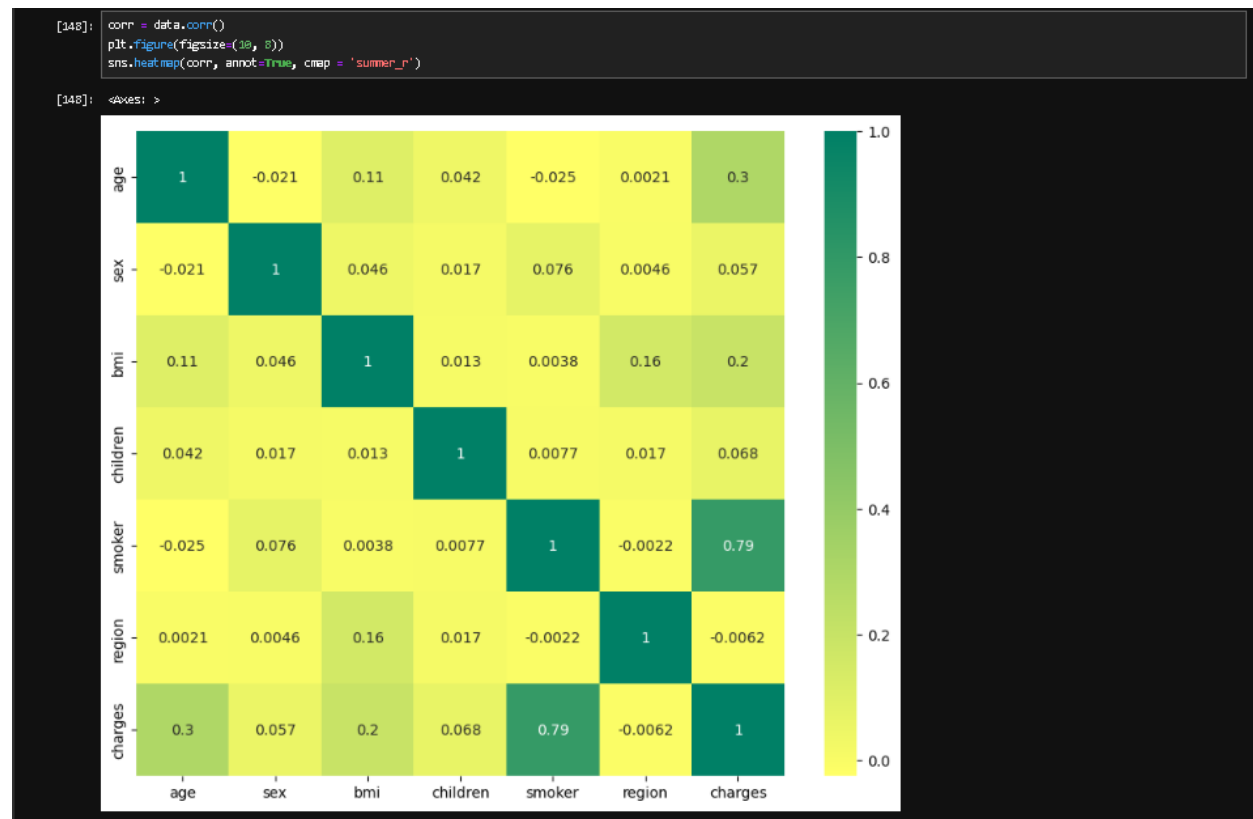 [148]: corr = data.corr()
plt.figure(figsize=(10, 8))
sns.heatmap(corr, annot=True, cmap = 'summer_r')
[148]: <Axes: >
age 1 -0.021 0.11 0.042 -0.025 0.0021 0.3
sex -0.021 1 0.046 0.017 0.076 0.0046 0.057
bmi 0.11 0.046 1 0.013 0.0038 0.16 0.2
children 0.042 0.017 0.013 1 0.0077 0.017 0.068
smoker -0.025 0.076 0.0038 0.0077 1 -0.0022 0.79
region 0.0021 0.0046 0.16 0.017 -0.0022 1 -0.0062
charges 0.3 0.057 0.2 0.068 0.79 -0.0062 1
age sex bmi children smoker region charges
1.0
0.8
0.6
0.4
0.2
0.0